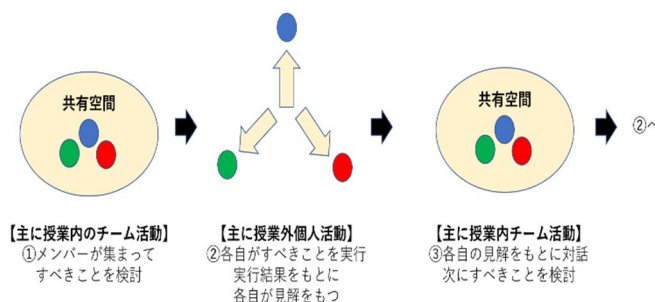 共有空間
【主に授業内のチーム活動】
①メンバーが集まって
すべきことを検討
【主に授業外個人活動】
②各自がすべきことを実行
実行結果をもとに
各自が見解をもつ
共有空間
【主に授業内チーム活動】
③各自の見解をもとに対話
次にすべきことを検討
②へ